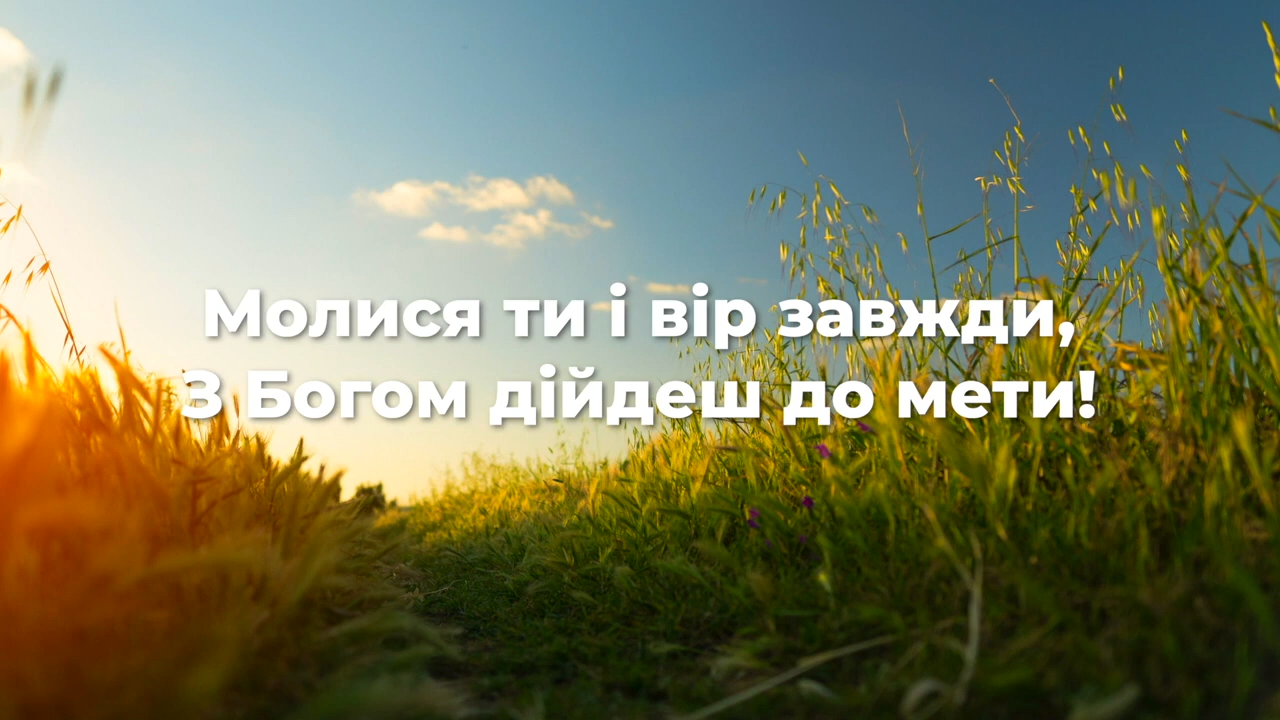 Молися ти і вір завжди,
З Богом дійдеш до мети!